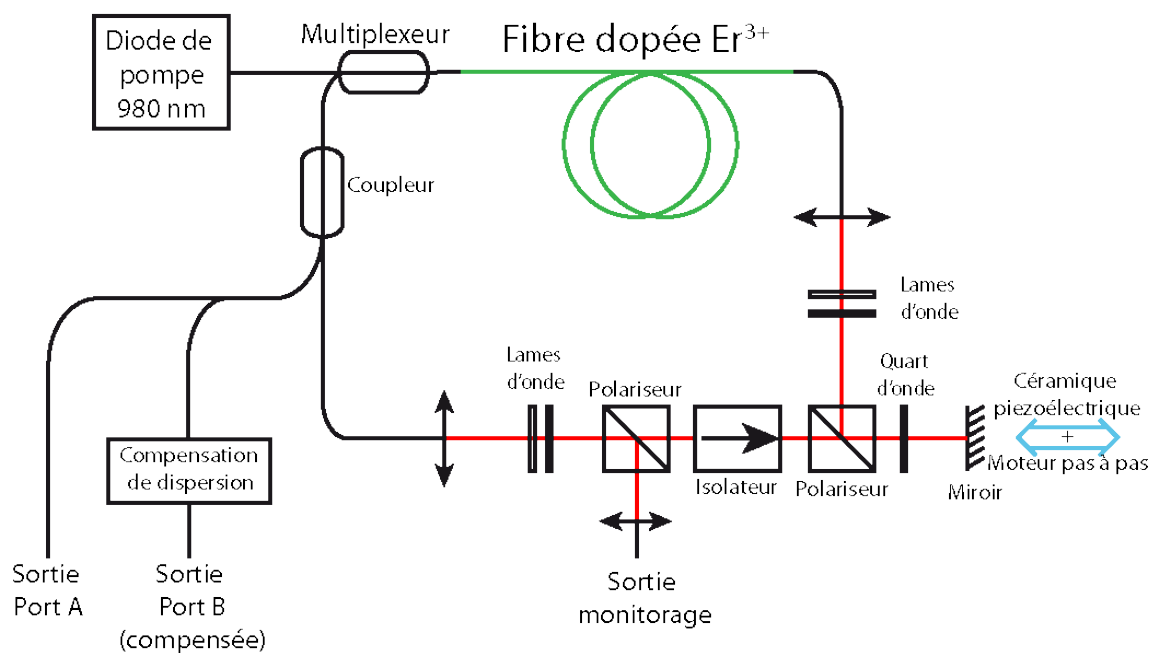 Diode de
pompe
980 nm
Multiplexeur
Fibre dopée Er³⁺
Coupleur
Lames
d'onde
Lames
d'onde
Polariseur
Quart
d'onde
Céramique
piezoélectrique
+
Moteur pas à pas
Miroir
Isolateur
Polariseur
Compensation
de dispersion
Sortie
Port A
Sortie
Port B
(compensée)
Sortie
monitorage